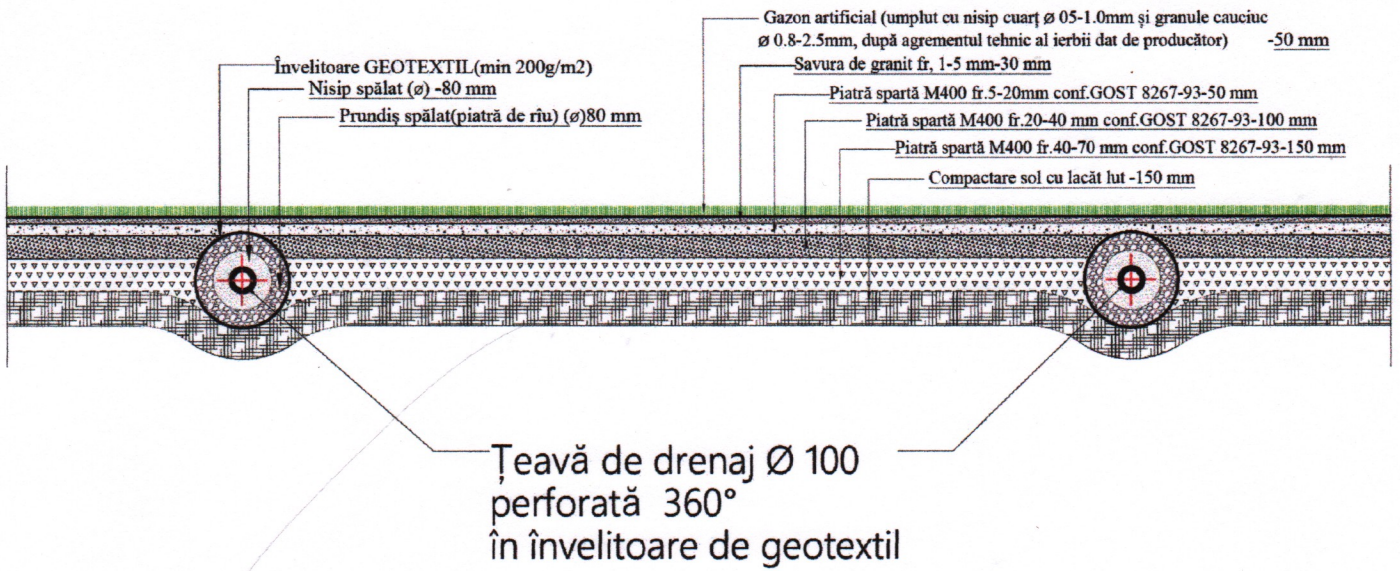 Gazon artificial (umplut cu nisip cuarț ø 05-1.0mm și granule cauciuc
ø 0.8-2.5mm, după agrementul tehnic al ierbii dat de producător) -50 mm
Învelitoare GEOTEXTIL(min 200g/m2)
Nisip spălat (ø) -80 mm
Prundiș spălat(piatră de rîu) (ø)80 mm
Savura de granit fr, 1-5 mm-30 mm
Piatră spartă M400 fr.5-20mm conf.GOST 8267-93-50 mm
Piatră spartă M400 fr.20-40 mm conf.GOST 8267-93-100 mm
Piatră spartă M400 fr.40-70 mm conf.GOST 8267-93-150 mm
Compactare sol cu lacăt lut -150 mm
Țeavă de drenaj Ø 100
perforată 360°
în învelitoare de geotextil